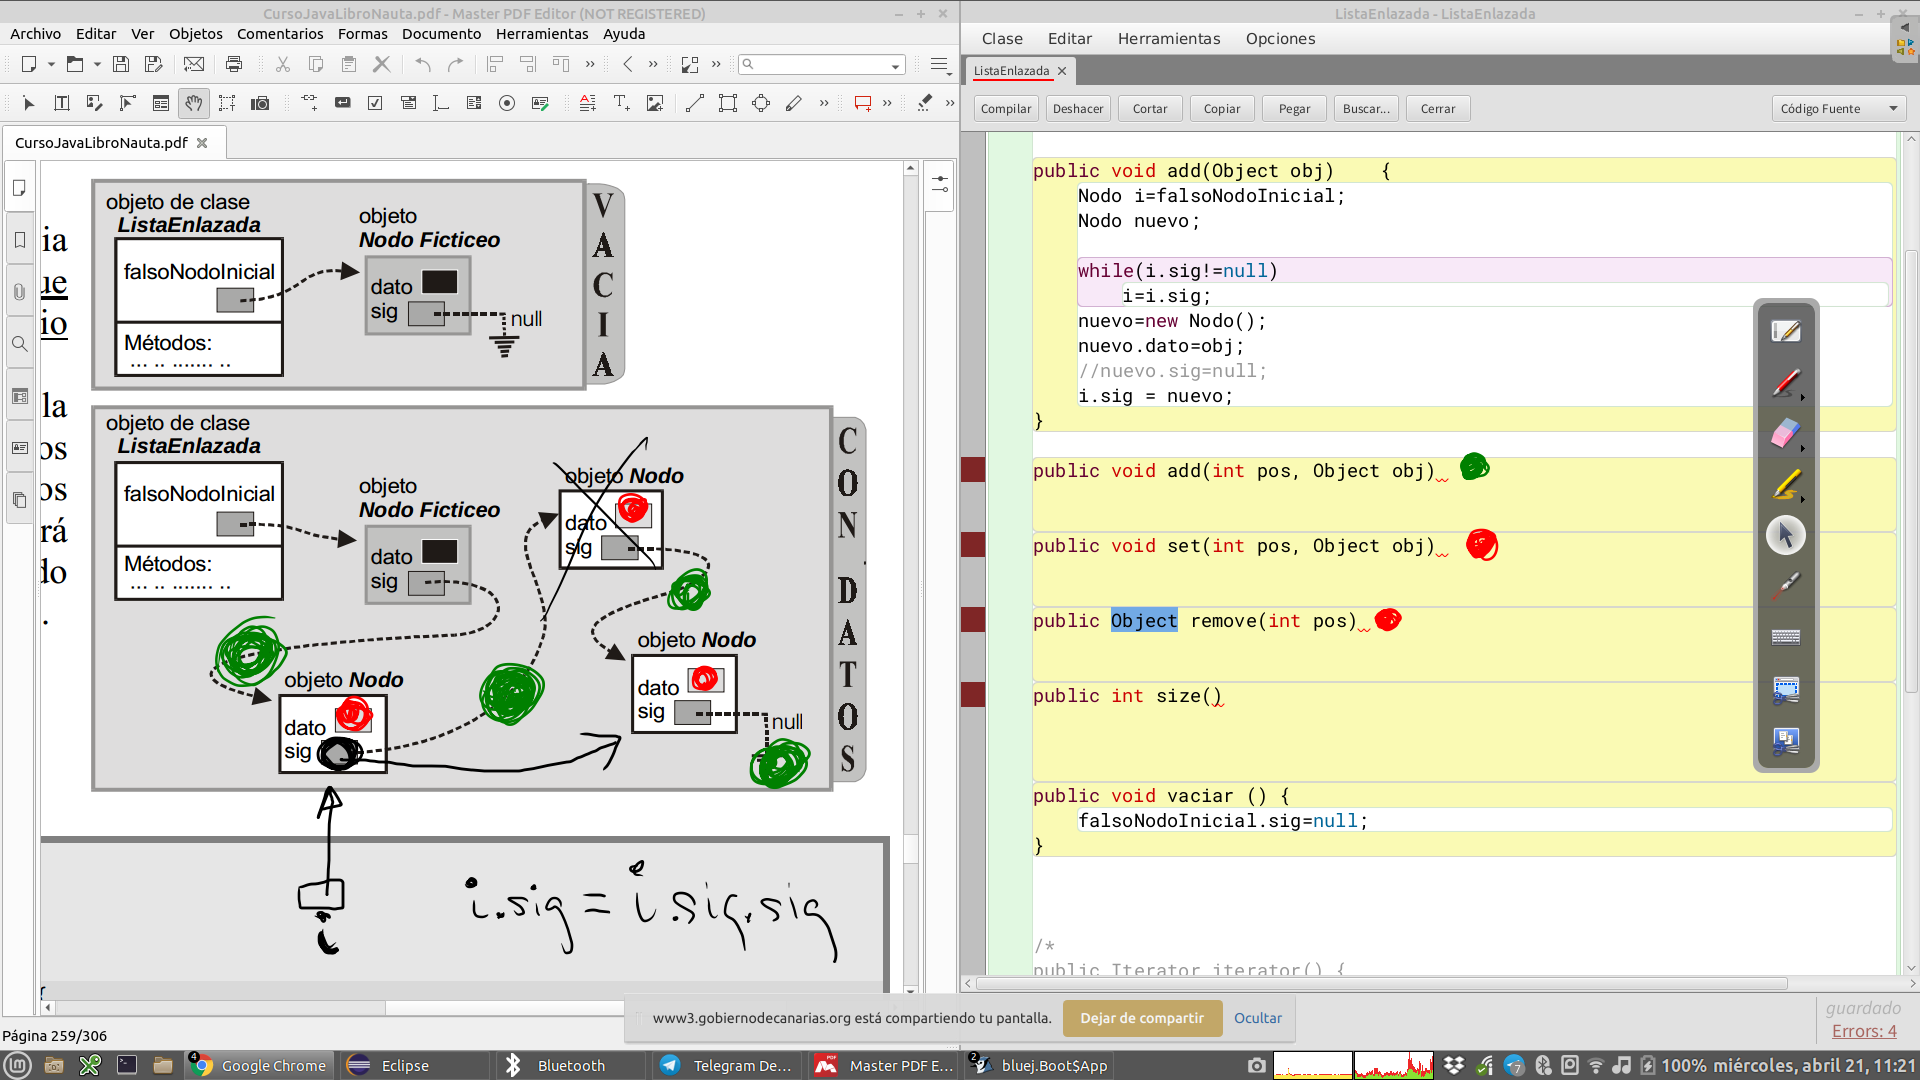 CursoJavaLibroNauta.pdf - Master PDF Editor (NOT REGISTERED)
Archivo Editar Ver Objetos Comentarios Formas Documento Herramientas Ayuda
CursoJavaLibroNauta.pdf
ia
ue
io
la
os
os
rá
do
.
objeto de clase
ListaEnlazada
falsoNodoInicial
Métodos:
... .. ....... ..
objeto
Nodo Ficticeo
dato
sig
null
VACIA
objeto de clase
ListaEnlazada
falsoNodoInicial
Métodos:
... .. ....... ..
objeto
Nodo Ficticeo
dato
sig
objeto Nodo
dato
sig
objeto Nodo
dato
sig
null
objeto Nodo
dato
sig
CON DATOS
i
i.sig = i.sig.sig
Página 259/306
ListaEnlazada - ListaEnlazada
Clase Editar Herramientas Opciones
ListaEnlazada
Compilar Deshacer Cortar Copiar Pegar Buscar... Cerrar Código Fuente
public void add(Object obj) {
Nodo i=falsoNodoInicial;
Nodo nuevo;
while(i.sig!=null)
i=i.sig;
nuevo=new Nodo();
nuevo.dato=obj;
//nuevo.sig=null;
i.sig = nuevo;
}
public void add(int pos, Object obj)
public void set(int pos, Object obj)
public Object remove(int pos)
public int size()
public void vaciar () {
falsoNodoInicial.sig=null;
}
/*
public Iterator iterator() {
guardado
Errors: 4
www3.gobiernodecanarias.org está compartiendo tu pantalla. Dejar de compartir Ocultar
4 Google Chrome Eclipse Bluetooth Telegram De... Master PDF E... 2 bluej.Boot$App 7 100% miércoles, abril 21, 11:21